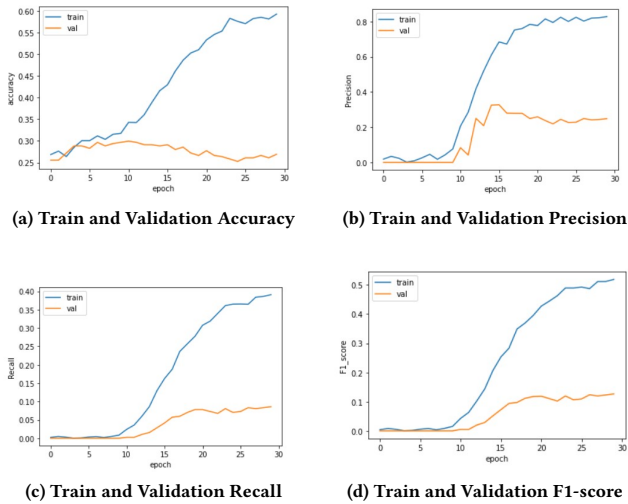 train
val
0.60
0.55
0.50
0.45
0.40
0.35
0.30
0.25
accuracy
0 5 10 15 20 25 30
epoch
(a) Train and Validation Accuracy
train
val
0.8
0.6
0.4
0.2
0.0
Precision
0 5 10 15 20 25 30
epoch
(b) Train and Validation Precision
train
val
0.40
0.35
0.30
0.25
0.20
0.15
0.10
0.05
0.00
Recall
0 5 10 15 20 25 30
epoch
(c) Train and Validation Recall
train
val
0.5
0.4
0.3
0.2
0.1
0.0
F1_score
0 5 10 15 20 25 30
epoch
(d) Train and Validation F1-score